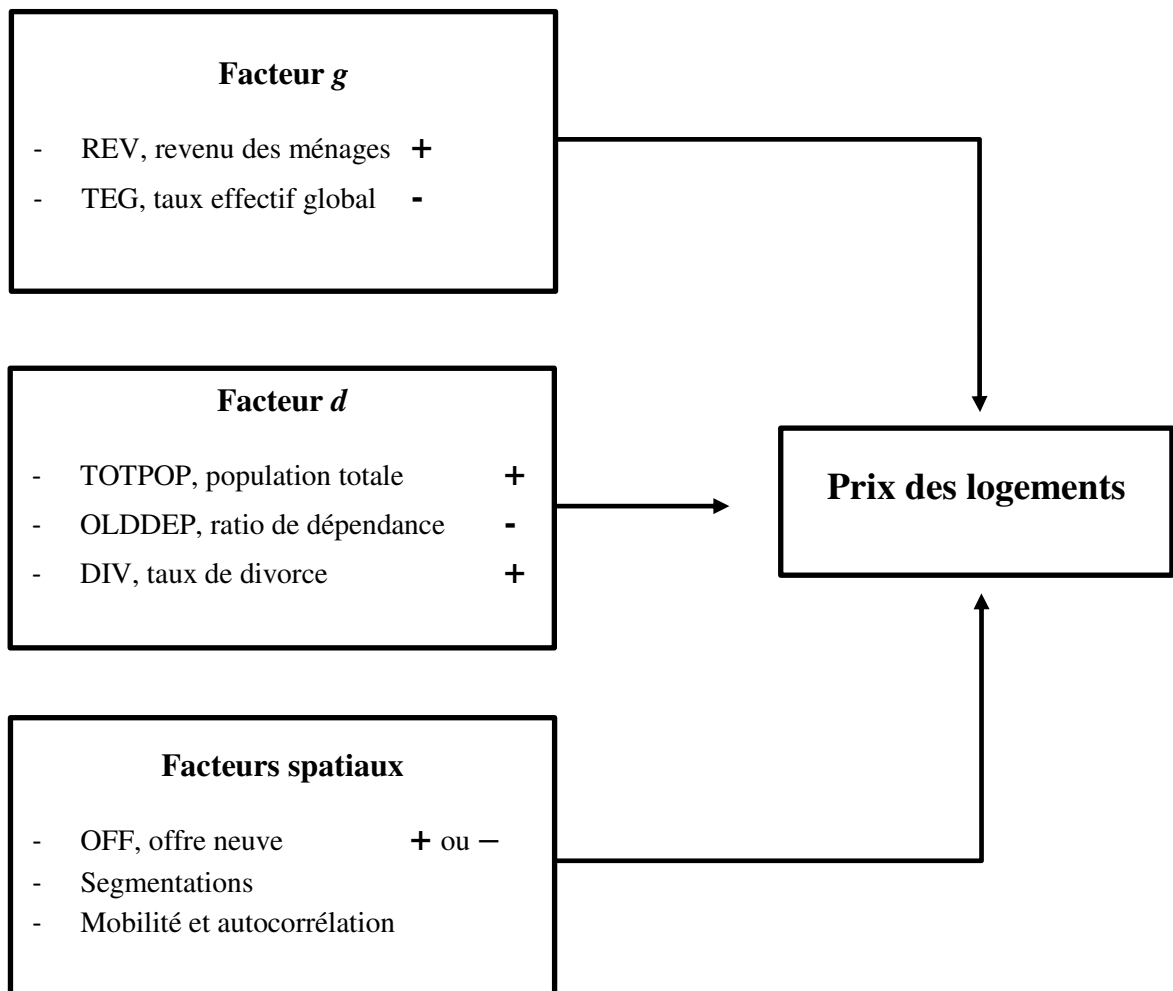 Facteur g
- REV, revenu des ménages +
- TEG, taux effectif global -
Facteur d
- TOTPOP, population totale +
- OLDDEP, ratio de dépendance -
- DIV, taux de divorce +
Prix des logements
Facteurs spatiaux
- OFF, offre neuve + ou –
- Segmentations
- Mobilité et autocorrélation